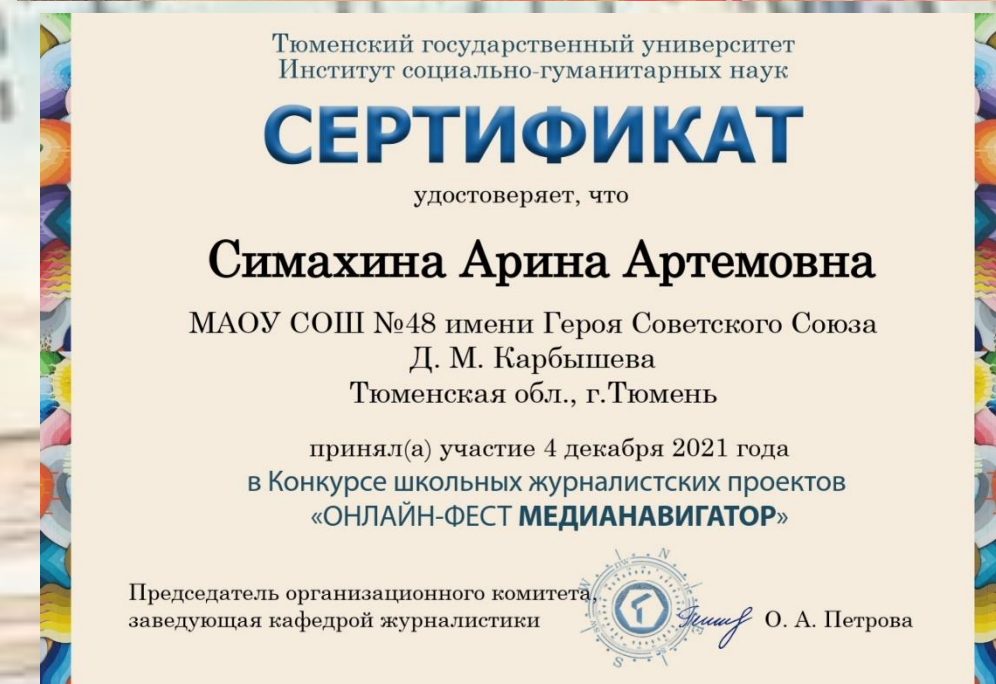 Тюменский государственный университет
Институт социально-гуманитарных наук
СЕРТИФИКАТ
удостоверяет, что
Симахина Арина Артемовна
МАОУ СОШ №48 имени Героя Советского Союза
Д. М. Карбышева
Тюменская обл., г.Тюмень
принял(а) участие 4 декабря 2021 года
в Конкурсе школьных журналистских проектов
«ОНЛАЙН-ФЕСТ МЕДИАНАВИГАТОР»
Председатель организационного комитета,
заведующая кафедрой журналистики
О. А. Петрова